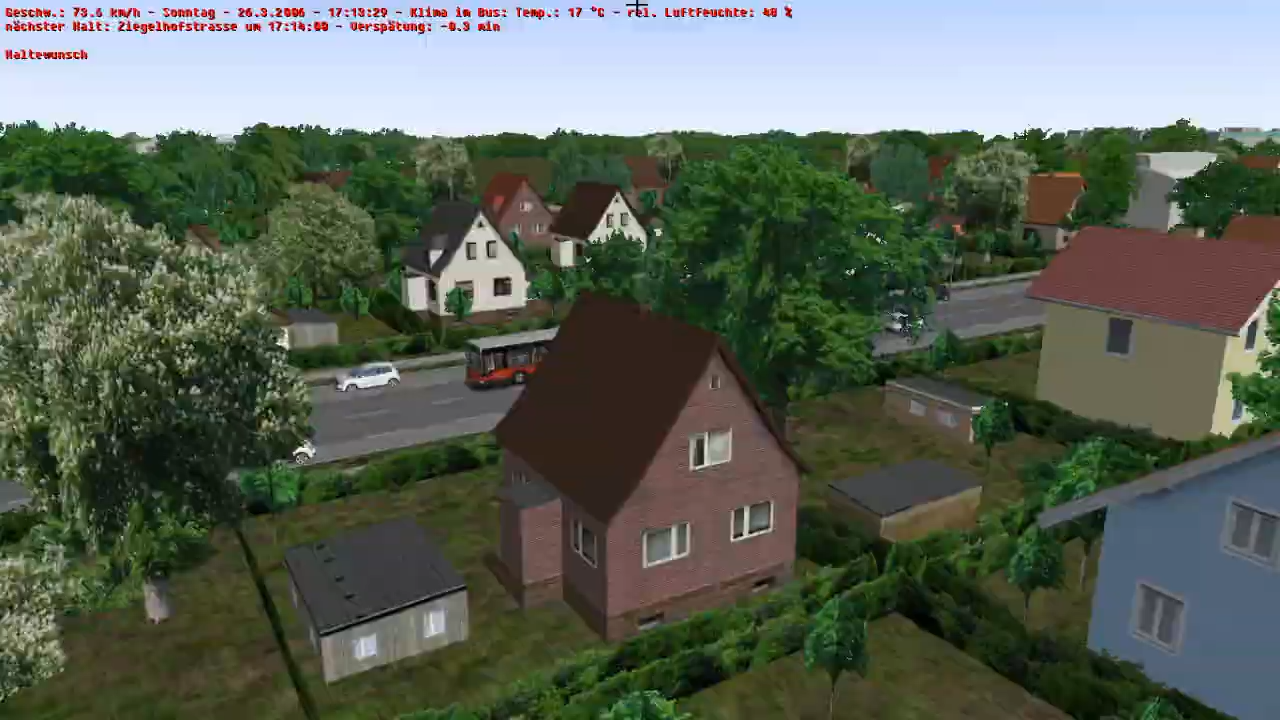 Geschw.: 73.6 km/h - Sonntag - 26.3.2006 - 17:13:29 - Klima im Bus: Temp.: 17 °C - rel. Luftfeuchte: 48 %
nächster Halt: Ziegelhofstrasse um 17:14:00 - Verspätung: -0.3 min
Haltewunsch